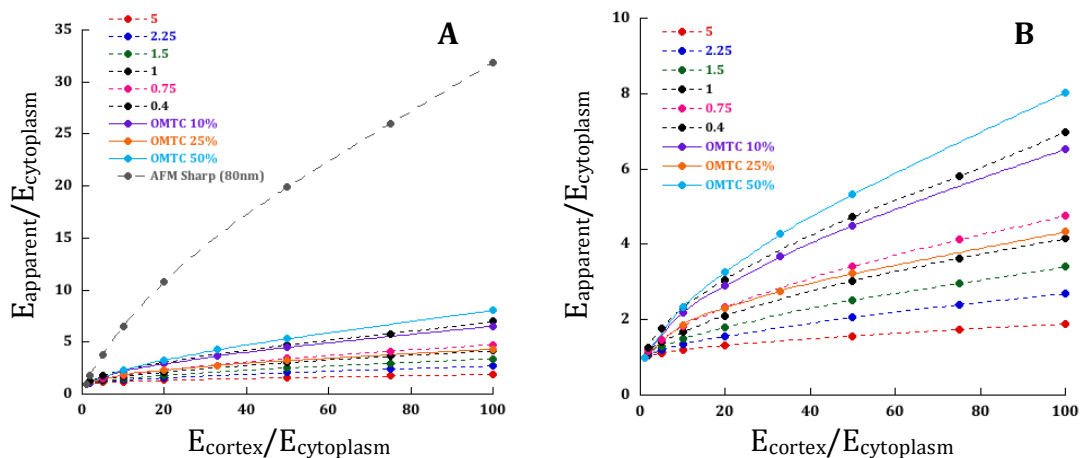 A
35
30
25
20
15
10
5
0
5
2.25
1.5
1
0.75
0.4
OMTC 10%
OMTC 25%
OMTC 50%
AFM Sharp (80nm)
0
20
40
60
80
100
Eapparent/Ecytoplasm
Ecortex/Ecytoplasm
B
10
8
6
4
2
0
5
2.25
1.5
1
0.75
0.4
OMTC 10%
OMTC 25%
OMTC 50%
0
20
40
60
80
100
Eapparent/Ecytoplasm
Ecortex/Ecytoplasm